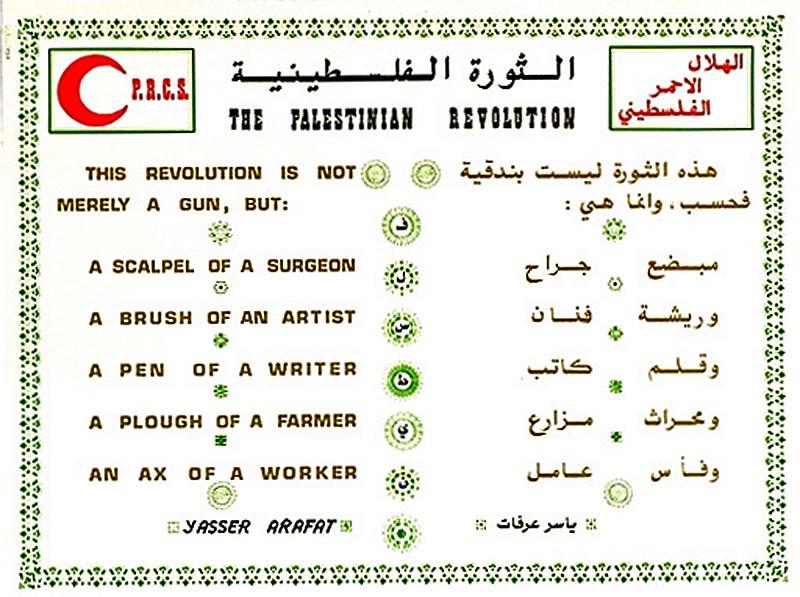 P.R.C.S.
الثورة الفلسطينية
THE PALESTINIAN REVOLUTION
الهلال
الاحمر
الفلسطيني
THIS REVOLUTION IS NOT
MERELY A GUN, BUT:
A SCALPEL OF A SURGEON
A BRUSH OF AN ARTIST
A PEN OF A WRITER
A PLOUGH OF A FARMER
AN AX OF A WORKER
YASSER ARAFAT
ف
ل
س
ط
ي
ن
هذه الثورة ليست بندقية
فحسب، وانما هي :
مبضع جراح
وريشة فنان
وقلم كاتب
ومحراث مزارع
وفأس عامل
ياسر عرفات